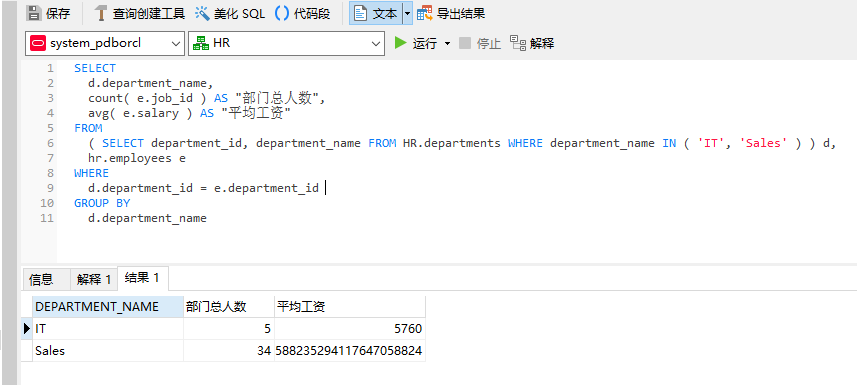 保存 查询创建工具 美化 SQL 代码段 文本 导出结果
system_pdborcl HR 运行 停止 解释
1 SELECT
2 d.department_name,
3 count( e.job_id ) AS "部门总人数",
4 avg( e.salary ) AS "平均工资"
5 FROM
6 ( SELECT department_id, department_name FROM HR.departments WHERE department_name IN ( 'IT', 'Sales' ) ) d,
7 hr.employees e
8 WHERE
9 d.department_id = e.department_id
10 GROUP BY
11 d.department_name
信息 解释 1 结果 1
DEPARTMENT_NAME 部门总人数 平均工资
IT 5 5760
Sales 34 588235294117647058824